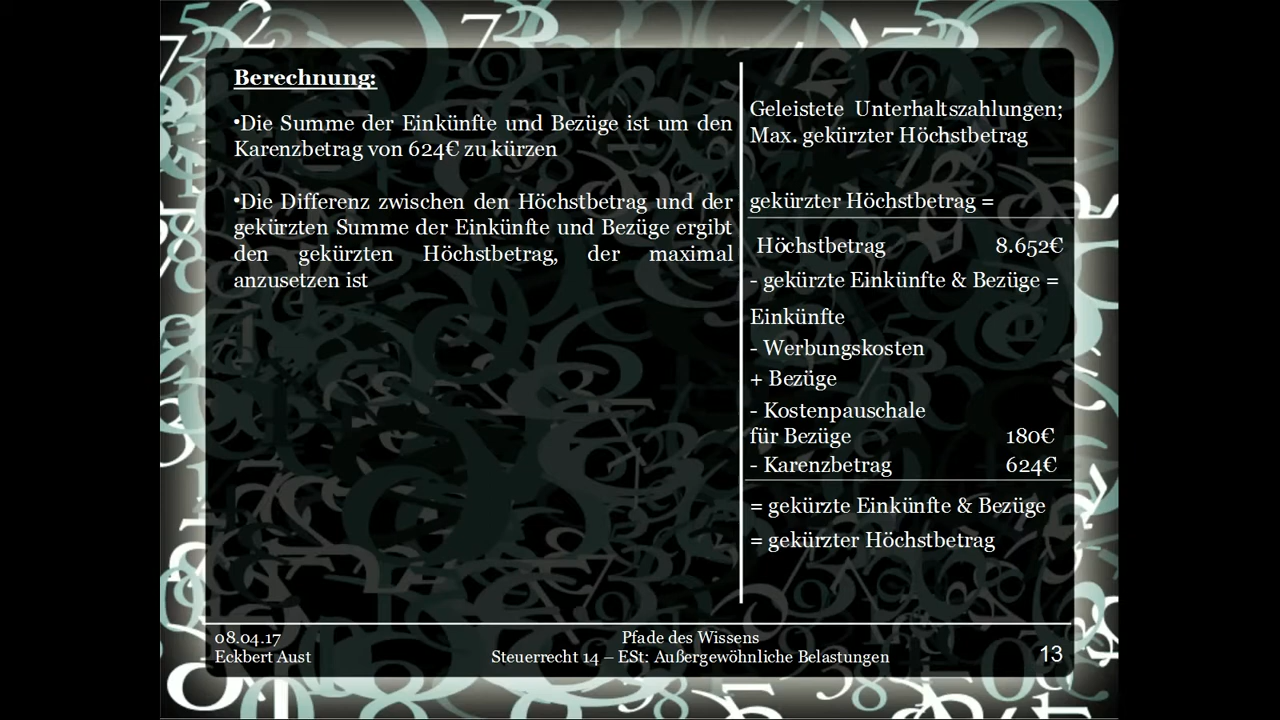 Berechnung:
•Die Summe der Einkünfte und Bezüge ist um den
Karenzbetrag von 624€ zu kürzen
•Die Differenz zwischen den Höchstbetrag und der
gekürzten Summe der Einkünfte und Bezüge ergibt
den gekürzten Höchstbetrag, der maximal
anzusetzen ist
Geleistete Unterhaltszahlungen;
Max. gekürzter Höchstbetrag
gekürzter Höchstbetrag =
Höchstbetrag 8.652€
- gekürzte Einkünfte & Bezüge =
Einkünfte
- Werbungskosten
+ Bezüge
- Kostenpauschale
für Bezüge 180€
- Karenzbetrag 624€
= gekürzte Einkünfte & Bezüge
= gekürzter Höchstbetrag
08.04.17
Eckbert Aust
Pfade des Wissens
Steuerrecht 14 – ESt: Außergewöhnliche Belastungen
13